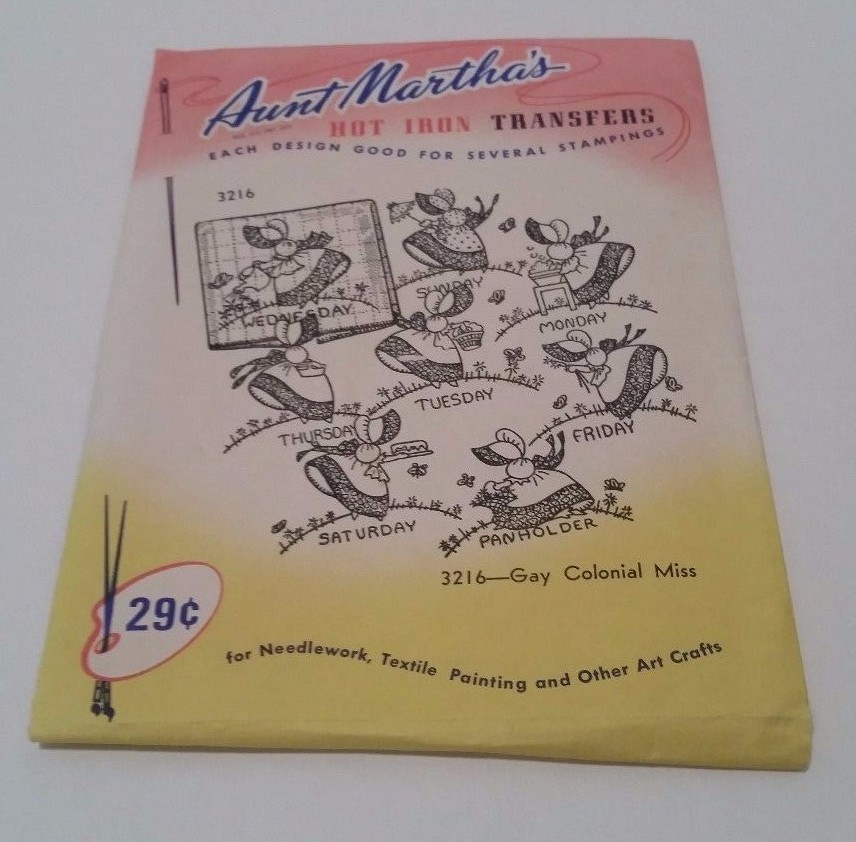 Aunt Martha's
HOT IRON TRANSFERS
EACH DESIGN GOOD FOR SEVERAL STAMPINGS
3216
WEDNESDAY
SUNDAY
MONDAY
TUESDAY
THURSDAY
FRIDAY
SATURDAY
PANHOLDER
3216—Gay Colonial Miss
29¢
for Needlework, Textile Painting and Other Art Crafts